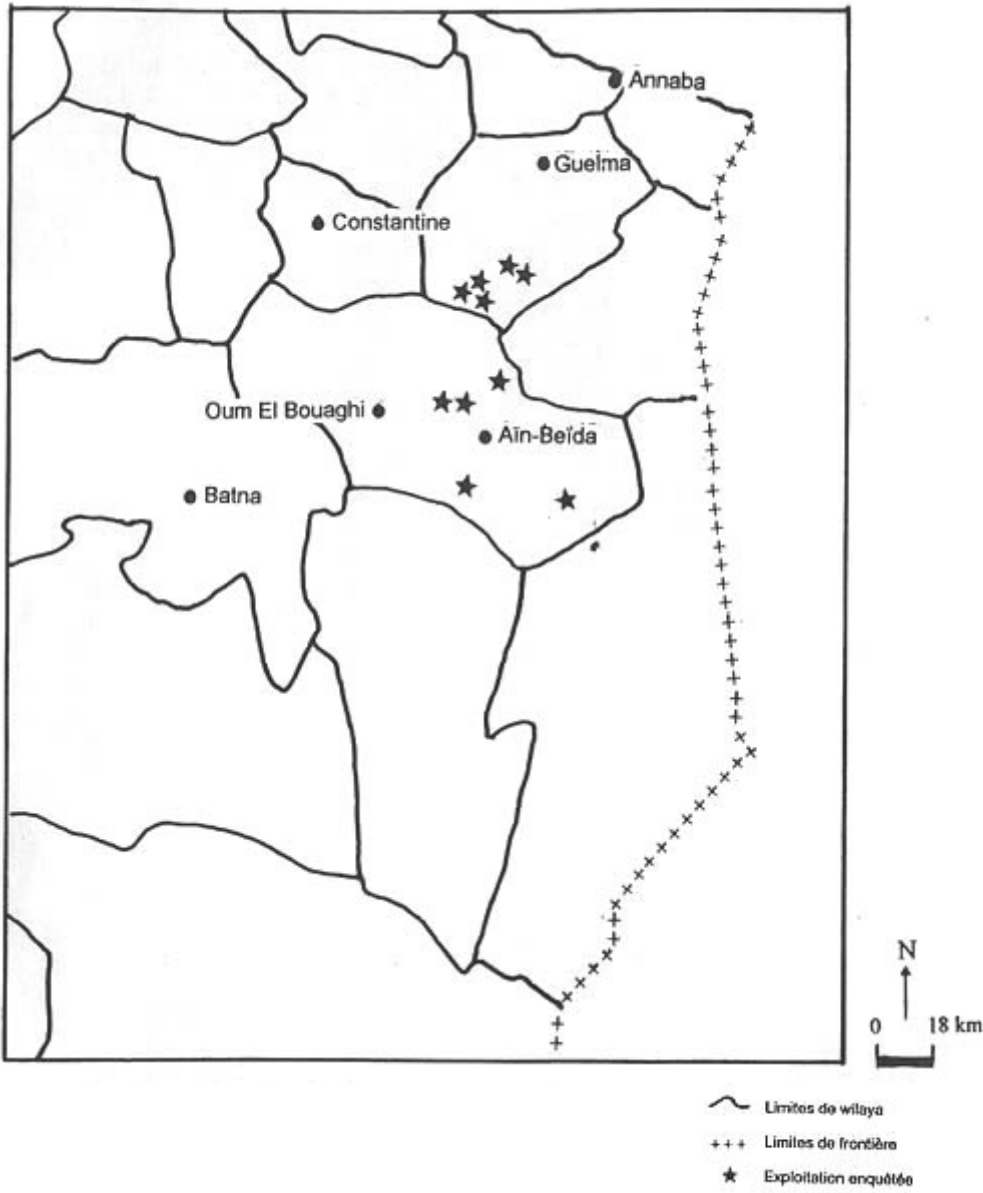 Annaba
Guelma
Constantine
Oum El Bouaghi
Aïn-Beïda
Batna
N
0 18 km
Limites de wilaya
+++ Limites de frontière
★ Exploitation enquêtée